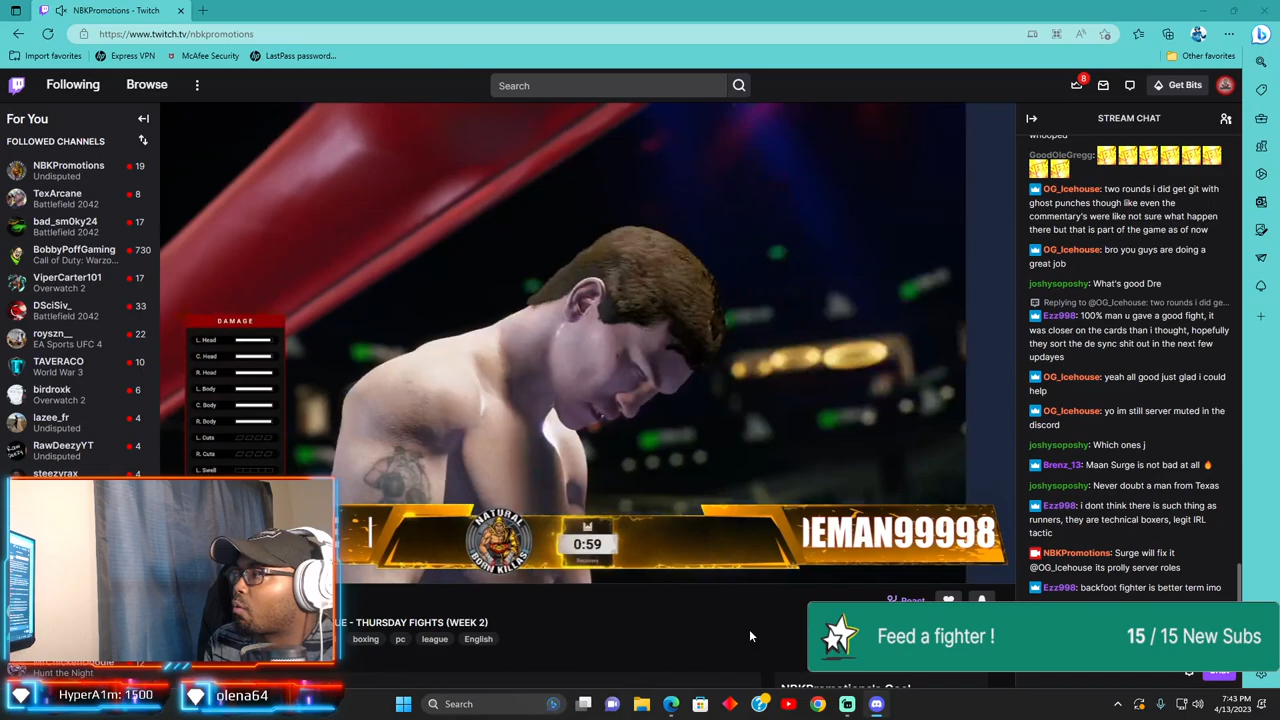 NBKPromotions - Twitch
https://www.twitch.tv/nbkpromotions
Import favorites
Express VPN
McAfee Security
LastPass password...
Other favorites
Following
Browse
Search
8
Get Bits
For You
FOLLOWED CHANNELS
NBKPromotions
Undisputed
19
TexArcane
Battlefield 2042
8
bad_sm0ky24
Battlefield 2042
17
BobbyPoffGaming
Call of Duty: Warzo...
730
ViperCarter101
Overwatch 2
17
DSciSiv_
Battlefield 2042
33
royszn__
EA Sports UFC 4
22
TAVERACO
World War 3
10
birdroxk
Overwatch 2
6
lazee_fr
Undisputed
4
RawDeezyYT
Undisputed
4
steezyrax
4
Hunt the Night
12
DAMAGE
L. Head
C. Head
R. Head
L. Body
C. Body
R. Body
L. Cuts
R. Cuts
L. Swell
NATURAL
BORN KILLAS
0:59
Recovery
IEMAN99998
React
UE - THURSDAY FIGHTS (WEEK 2)
boxing
pc
league
English
STREAM CHAT
whooped
GoodOleGregg:
OG_Icehouse: two rounds i did get git with
ghost punches though like even the
commentary's were like not sure what happen
there but that is part of the game as of now
OG_Icehouse: bro you guys are doing a
great job
joshysoposhy: What's good Dre
Replying to @OG_Icehouse: two rounds i did ge...
Ezz998: 100% man u gave a good fight, it
was closer on the cards than i thought, hopefully
they sort the de sync shit out in the next few
updayes
OG_Icehouse: yeah all good just glad i could
help
OG_Icehouse: yo im still server muted in the
discord
joshysoposhy: Which ones j
Brenz_13: Maan Surge is not bad at all
joshysoposhy: Never doubt a man from Texas
Ezz998: i dont think there is such thing as
runners, they are technical boxers, legit IRL
tactic
NBKPromotions: Surge will fix it
@OG_Icehouse its prolly server roles
Ezz998: backfoot fighter is better term imo
Feed a fighter !
15 / 15 New Subs
HyperA1m: 1500
olena64
Search
7:43 PM
4/13/2023